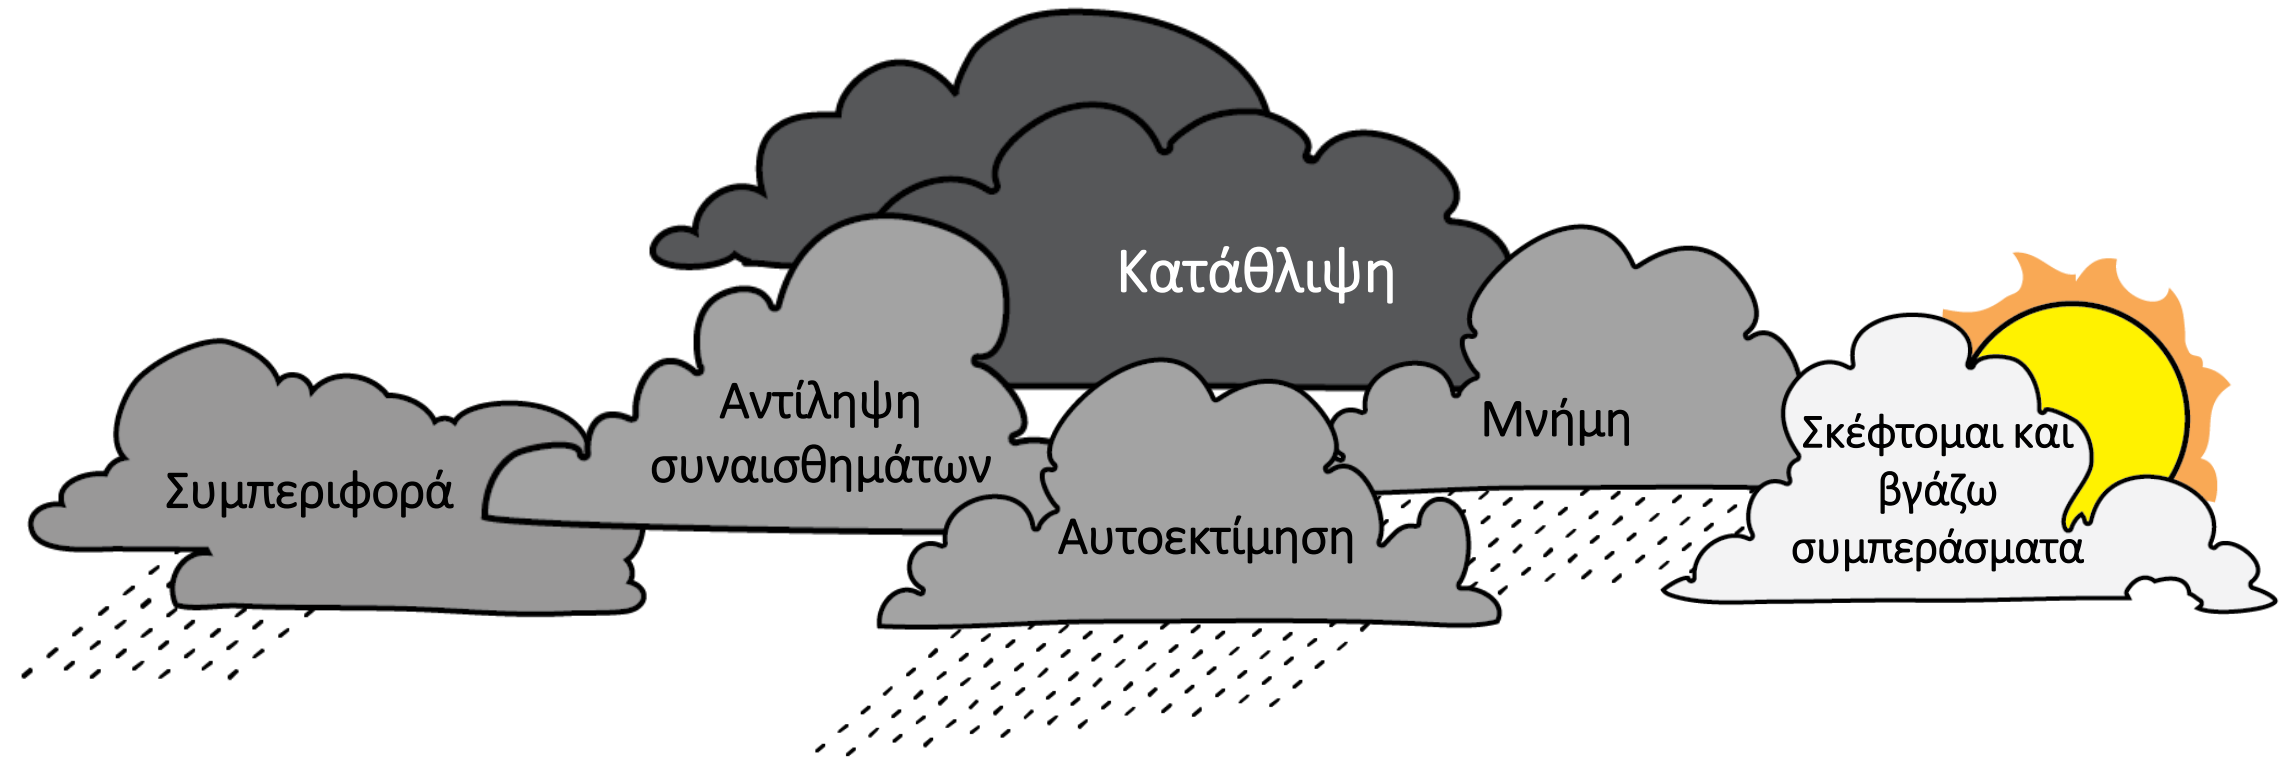 Κατάθλιψη
Συμπεριφορά
Αντίληψη
συναισθημάτων
Αυτοεκτίμηση
Μνήμη
Σκέφτομαι και
βγάζω
συμπεράσματα